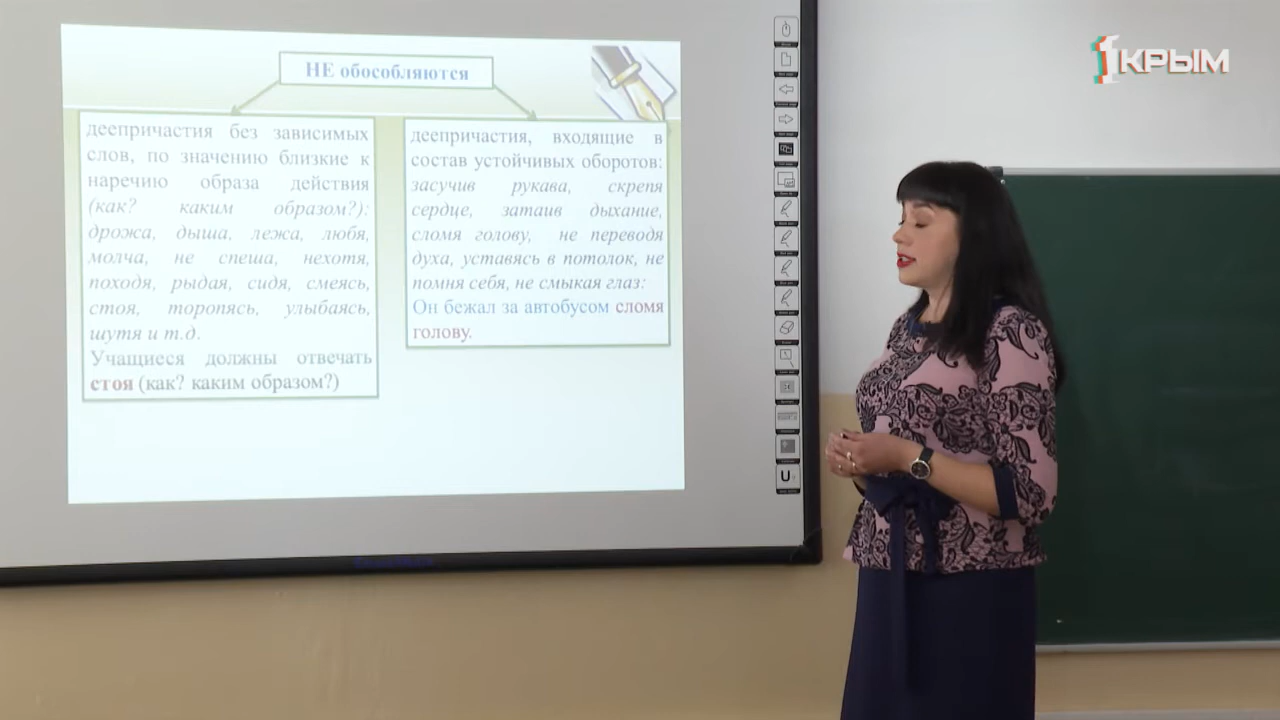 1КРЫМ
НЕ обособляются
деепричастия без зависимых
слов, по значению близкие к
наречию образа действия
(как? каким образом?):
дрожа, дыша, лежа, любя,
молча, не спеша, нехотя,
походя, рыдая, сидя, смеясь,
стоя, торопясь, улыбаясь,
шутя и т.д.
Учащиеся должны отвечать
стоя (как? каким образом?)
деепричастия, входящие в
состав устойчивых оборотов:
засучив рукава, скрепя
сердце, затаив дыхание,
сломя голову, не переводя
духа, уставясь в потолок, не
помня себя, не смыкая глаз:
Он бежал за автобусом сломя
голову.